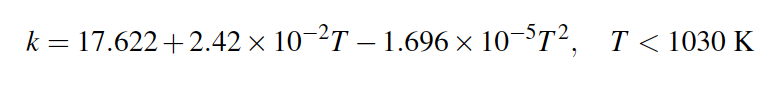 k = 17.622 + 2.42 × 10⁻²T − 1.696 × 10⁻⁵T², T < 1030 K